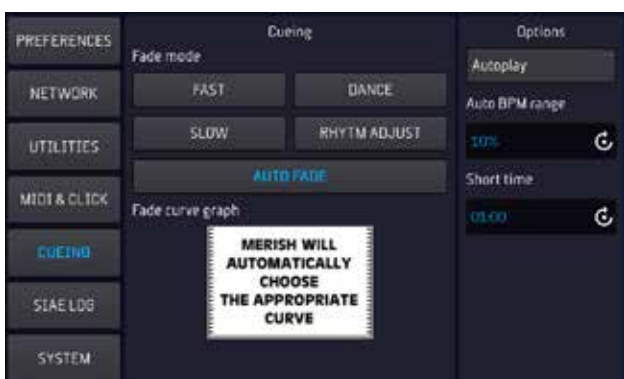 PREFERENCES
NETWORK
UTILITIES
MIDI & CLICK
CUEING
SIAE LOG
SYSTEM
Cueing
Fade mode
FAST
DANCE
SLOW
RHYTM ADJUST
AUTO FADE
Fade curve graph
MERISH WILL
AUTOMATICALLY
CHOOSE
THE APPROPRIATE
CURVE
Options
Autoplay
Auto BPM range
10%
Short time
01:00